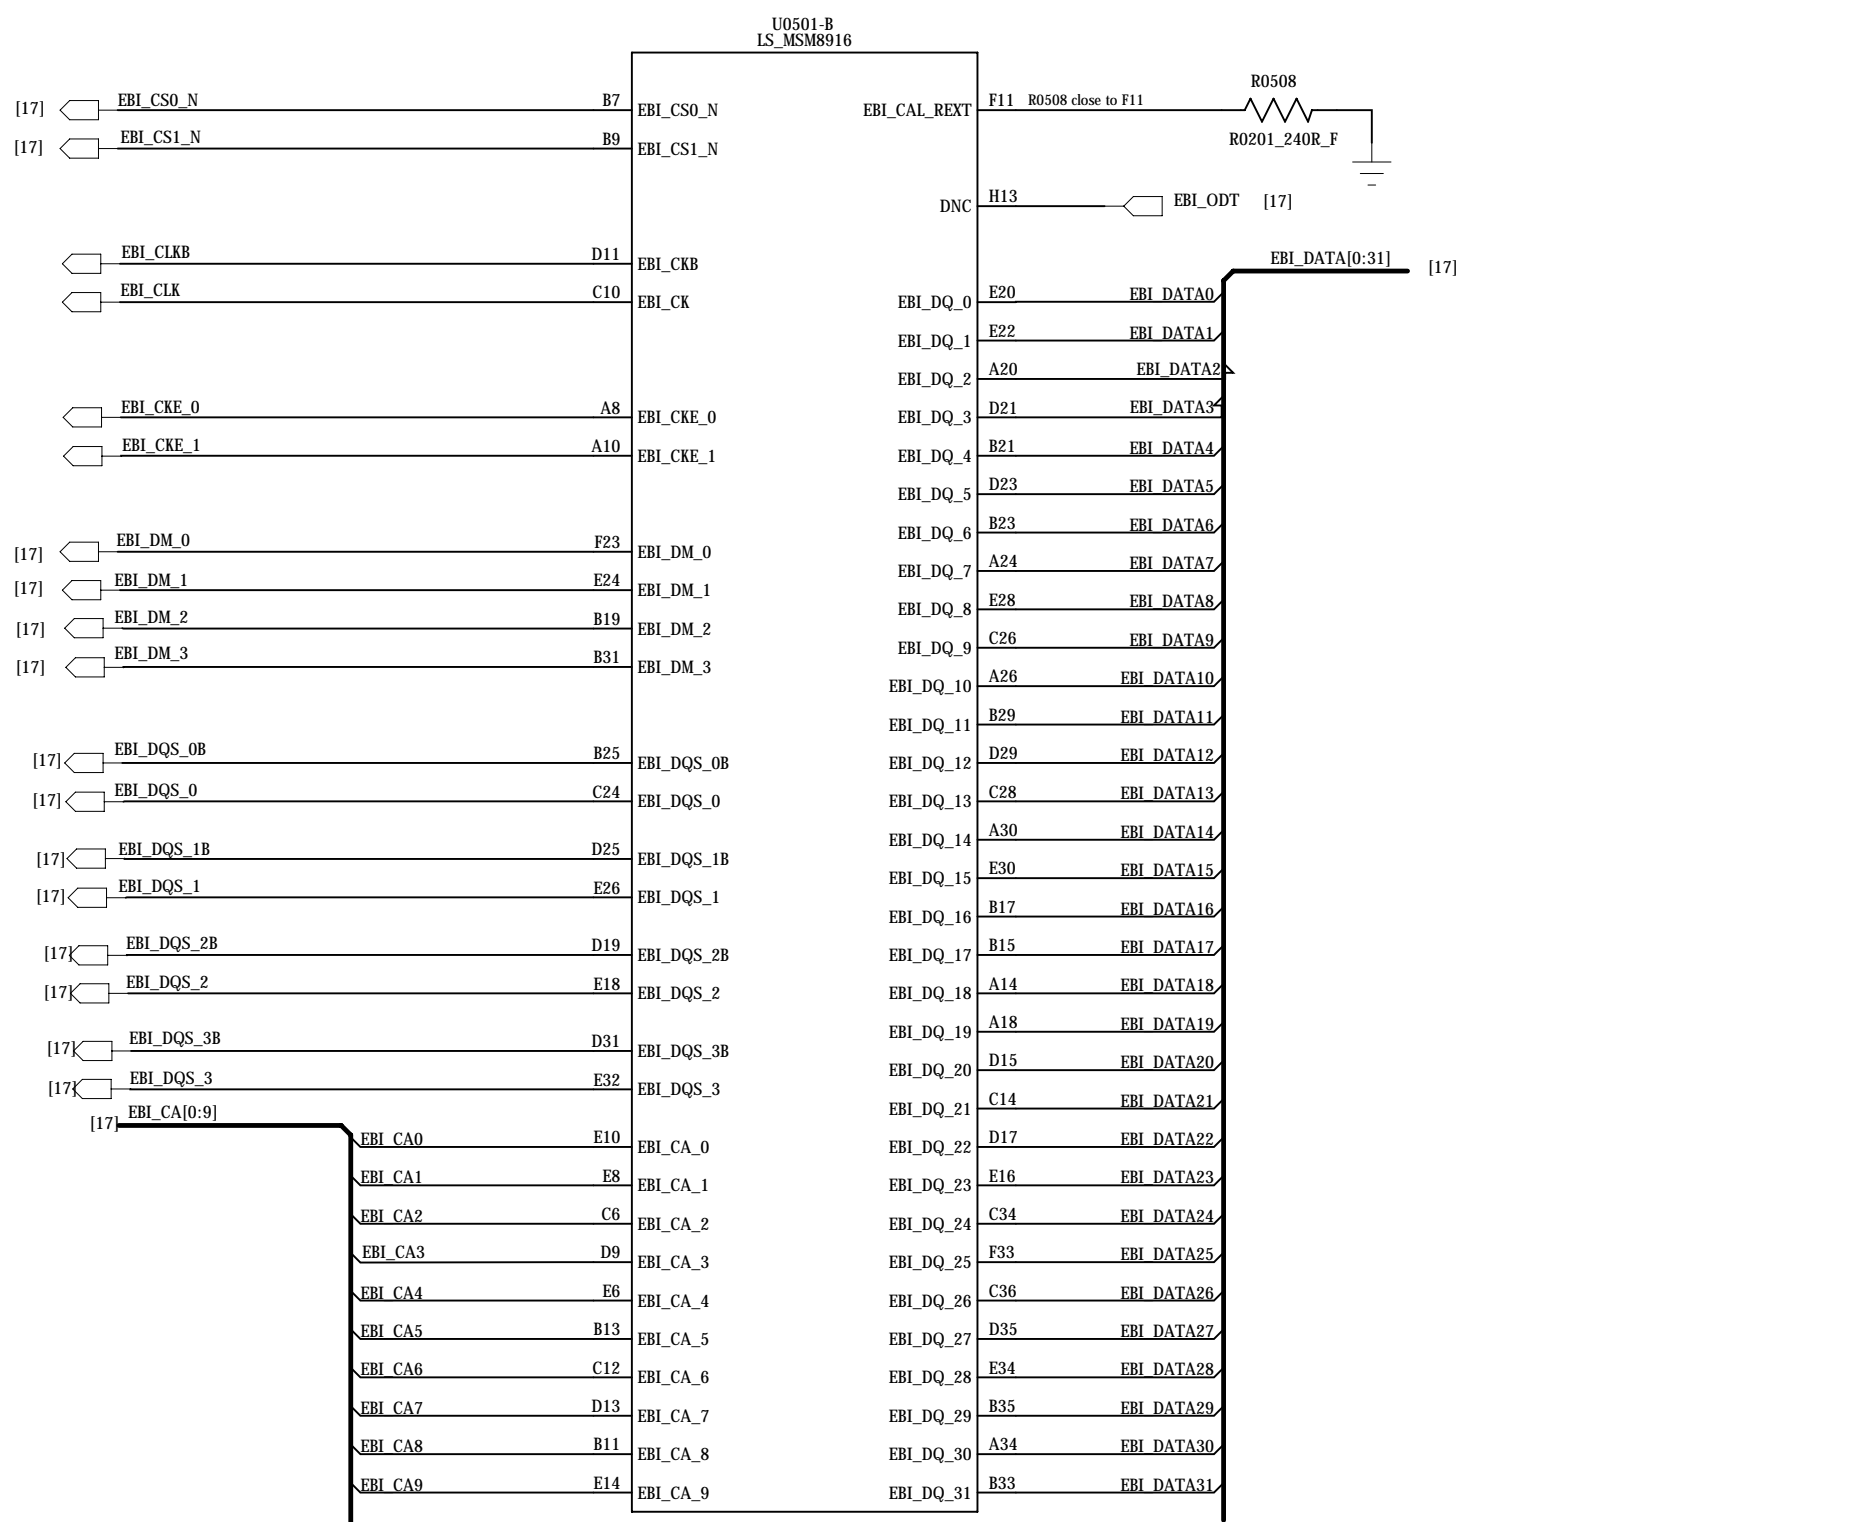 U0501-B
LS_MSM8916
[17] EBI_CS0_N B7 EBI_CS0_N
EBI_CAL_REXT F11 R0508 close to F11 R0508
R0201_240R_F
[17] EBI_CS1_N B9 EBI_CS1_N
DNC H13 EBI_ODT [17]
EBI_CLKB D11 EBI_CKB
EBI_DATA[0:31] [17]
EBI_CLK C10 EBI_CK
EBI_DQ_0 E20 EBI_DATA0
EBI_DQ_1 E22 EBI_DATA1
EBI_DQ_2 A20 EBI_DATA2
EBI_CKE_0 A8 EBI_CKE_0
EBI_DQ_3 D21 EBI_DATA3
EBI_CKE_1 A10 EBI_CKE_1
EBI_DQ_4 B21 EBI_DATA4
EBI_DQ_5 D23 EBI_DATA5
EBI_DQ_6 B23 EBI_DATA6
[17] EBI_DM_0 F23 EBI_DM_0
EBI_DQ_7 A24 EBI_DATA7
[17] EBI_DM_1 E24 EBI_DM_1
EBI_DQ_8 E28 EBI_DATA8
[17] EBI_DM_2 B19 EBI_DM_2
EBI_DQ_9 C26 EBI_DATA9
[17] EBI_DM_3 B31 EBI_DM_3
EBI_DQ_10 A26 EBI_DATA10
EBI_DQ_11 B29 EBI_DATA11
[17] EBI_DQS_0B B25 EBI_DQS_0B
EBI_DQ_12 D29 EBI_DATA12
[17] EBI_DQS_0 C24 EBI_DQS_0
EBI_DQ_13 C28 EBI_DATA13
EBI_DQ_14 A30 EBI_DATA14
[17] EBI_DQS_1B D25 EBI_DQS_1B
EBI_DQ_15 E30 EBI_DATA15
[17] EBI_DQS_1 E26 EBI_DQS_1
EBI_DQ_16 B17 EBI_DATA16
[17] EBI_DQS_2B D19 EBI_DQS_2B
EBI_DQ_17 B15 EBI_DATA17
[17] EBI_DQS_2 E18 EBI_DQS_2
EBI_DQ_18 A14 EBI_DATA18
EBI_DQ_19 A18 EBI_DATA19
[17] EBI_DQS_3B D31 EBI_DQS_3B
EBI_DQ_20 D15 EBI_DATA20
[17] EBI_DQS_3 E32 EBI_DQS_3
EBI_DQ_21 C14 EBI_DATA21
[17] EBI_CA[0:9]
EBI_CA0 E10 EBI_CA_0
EBI_DQ_22 D17 EBI_DATA22
EBI_CA1 E8 EBI_CA_1
EBI_DQ_23 E16 EBI_DATA23
EBI_CA2 C6 EBI_CA_2
EBI_DQ_24 C34 EBI_DATA24
EBI_CA3 D9 EBI_CA_3
EBI_DQ_25 F33 EBI_DATA25
EBI_CA4 E6 EBI_CA_4
EBI_DQ_26 C36 EBI_DATA26
EBI_CA5 B13 EBI_CA_5
EBI_DQ_27 D35 EBI_DATA27
EBI_CA6 C12 EBI_CA_6
EBI_DQ_28 E34 EBI_DATA28
EBI_CA7 D13 EBI_CA_7
EBI_DQ_29 B35 EBI_DATA29
EBI_CA8 B11 EBI_CA_8
EBI_DQ_30 A34 EBI_DATA30
EBI_CA9 E14 EBI_CA_9
EBI_DQ_31 B33 EBI_DATA31